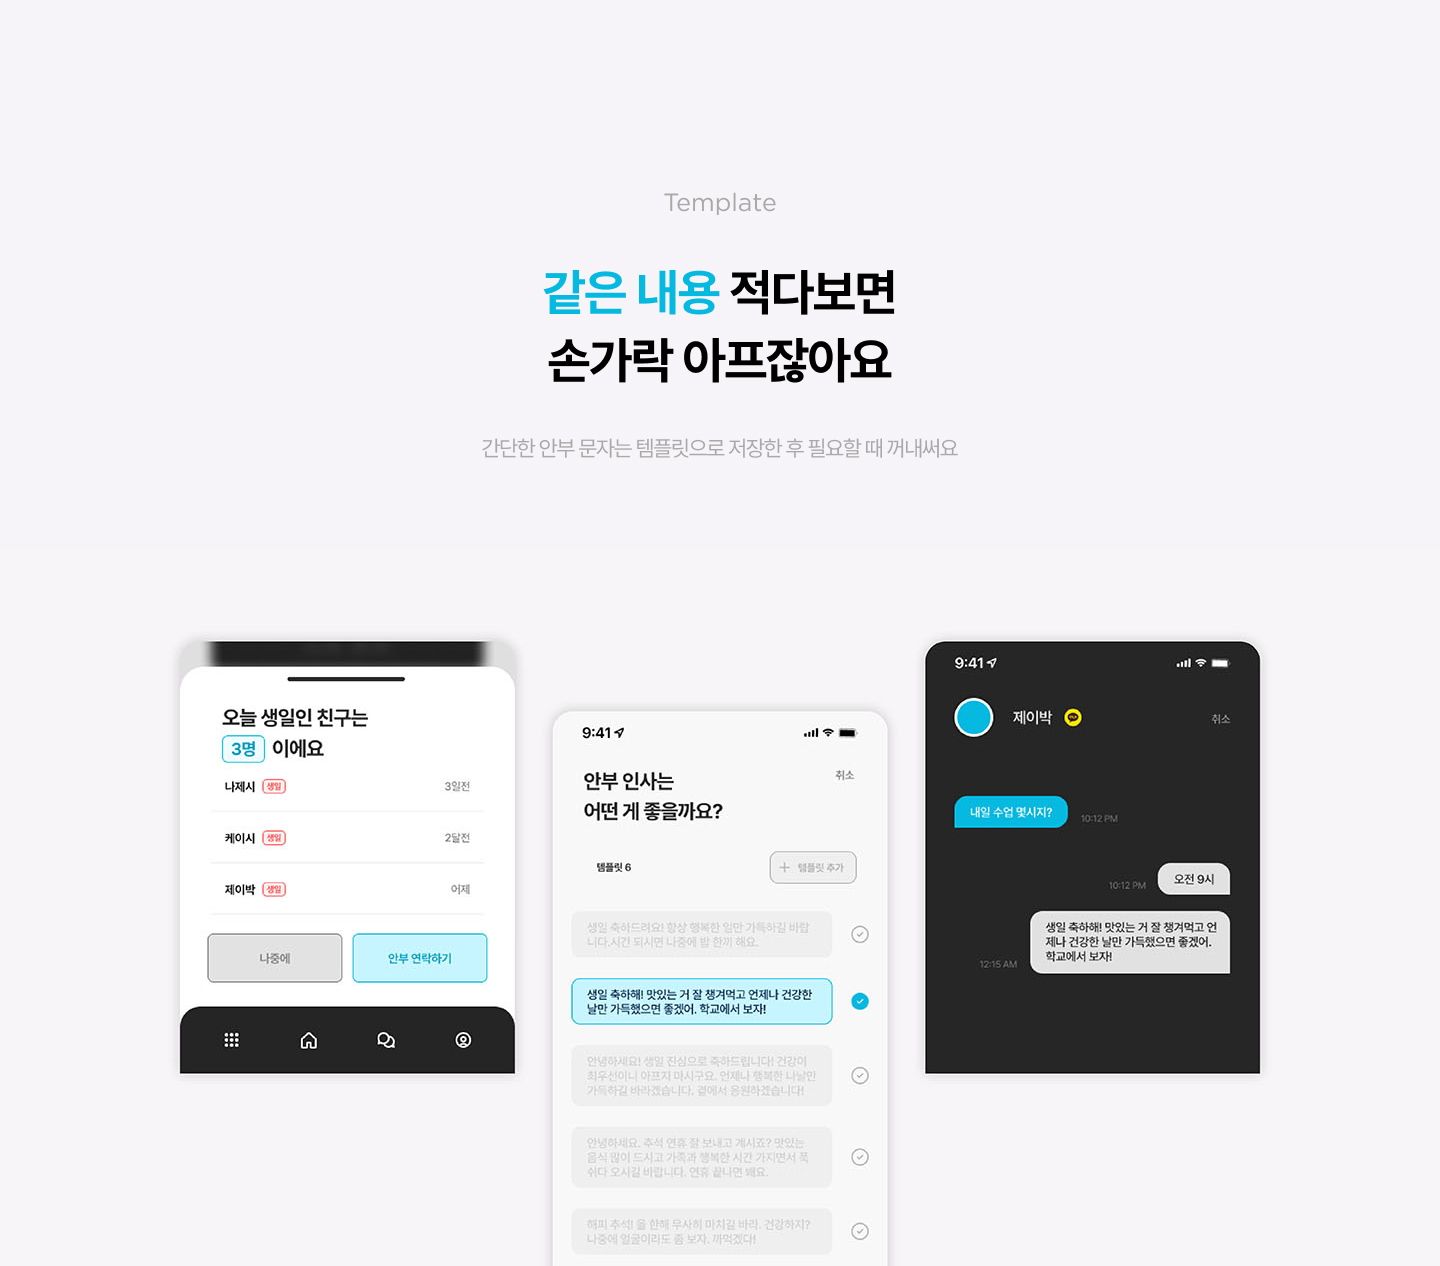 Template
같은 내용 적다보면
손가락 아프잖아요
간단한 안부 문자는 템플릿으로 저장한 후 필요할 때 꺼내써요
오늘 생일인 친구는
3명 이에요
나제시 생일 3일전
케이시 생일 2달전
제이박 생일 어제
나중에 안부 연락하기
9:41
안부 인사는 취소
어떤 게 좋을까요?
템플릿 6 템플릿 추가
생일 축하드려요! 항상 행복한 일만 가득하길 바랍
니다.시간 되시면 나중에 밥 한끼 해요.
생일 축하해! 맛있는 거 잘 챙겨먹고 언제나 건강한
날만 가득했으면 좋겠어. 학교에서 보자!
안녕하세요! 생일 진심으로 축하드립니다! 건강이
최우선이니 아프지 마시구요. 언제나 행복한 나날만
가득하길 바라겠습니다. 곁에서 응원하겠습니다!
안녕하세요. 추석 연휴 잘 보내고 계시죠? 맛있는
음식 많이 드시고 가족과 행복한 시간 가지면서 푹
쉬다 오시길 바랍니다. 연휴 끝나면 봬요.
해피 추석! 올 한해 무사히 미치길 바라. 건강하지?
나중에 얼굴이라도 좀 보자. 까먹겠다!
9:41
제이박 취소
내일 수업 몇시지? 10:12 PM
10:12 PM 오전 9시
생일 축하해! 맛있는 거 잘 챙겨먹고 언
제나 건강한 날만 가득했으면 좋겠어.
12:15 AM 학교에서 보자!